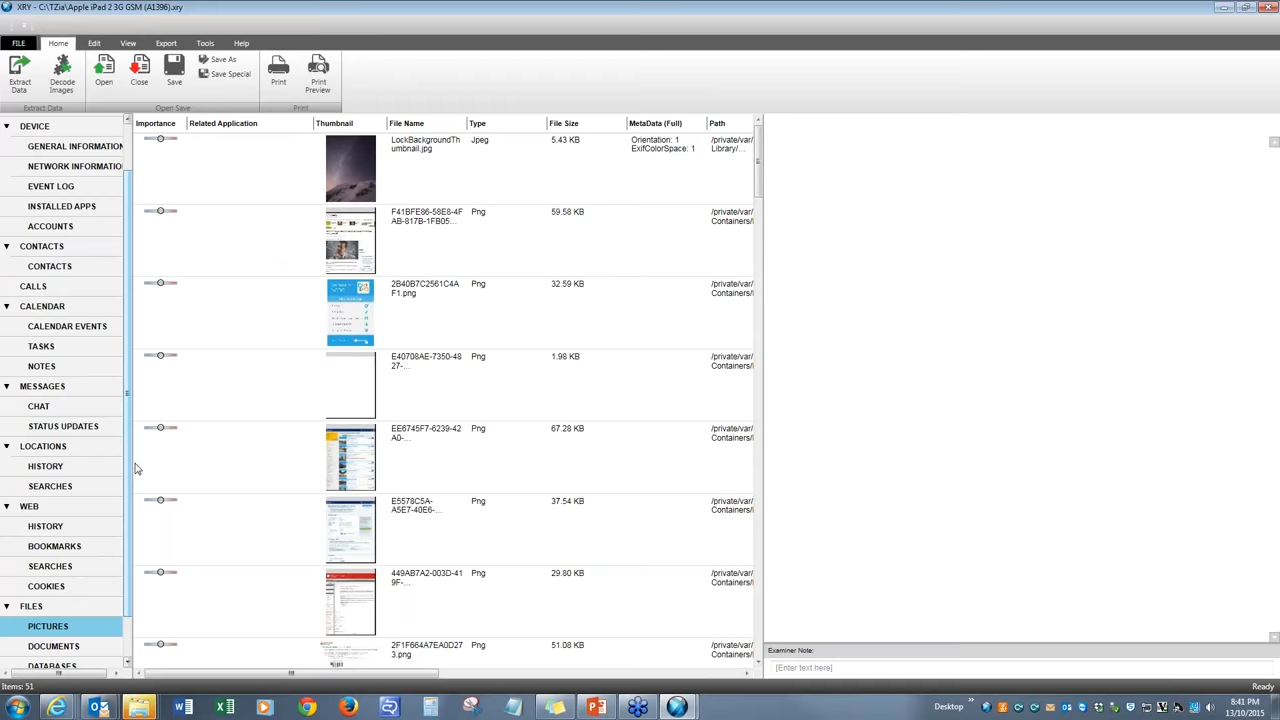 XRY - C:\TZia\Apple iPad 2 3G GSM (A1396).xry
FILE Home Edit View Export Tools Help
Extract Data Decode Images Open Close Save Save As Save Special Print Print Preview
Extract Data Open Save Print
Importance Related Application Thumbnail File Name Type File Size MetaData (Full) Path
DEVICE
GENERAL INFORMATION
NETWORK INFORMATIO
EVENT LOG
INSTALLED APPS
ACCOUNTS
CONTACTS
CONTACTS
CALLS
CALENDAR
CALENDAR EVENTS
TASKS
NOTES
MESSAGES
CHAT
STATUS UPDATES
LOCATIONS
HISTORY
SEARCHES
WEB
HISTORY
BOOKMARKS
SEARCHES
COOKIES
FILES
PICTURES
DOCUMENTS
DATABASES
LockBackgroundTh Jpeg 5.43 KB Orientation: 1 /private/var/
umbnail.jpg ExifColorSpace: 1 Library/...
F41BFE86-58E8-4F Png 59.58 KB /private/var/
AB-817B-1FB05... Containers/
2B40B7C2561C4A Png 32.59 KB /private/var/
F1.png Containers/
E40708AE-7350-48 Png 1.98 KB /private/var/
27-... Containers/
EE6745F7-6239-42 Png 67.28 KB /private/var/
A0-... Containers/
E5578C5A- Png 37.54 KB /private/var/
A5E7-40E6-... Containers/
449AB7A2-003D-41 Png 29.80 KB /private/var/
9F-... Containers/
2F1F664A7EA0D27 Png 51.08 KB /private/var/
3.png Containers/
Examiner Note:
[Enter text here]
Items: 51 Ready
Desktop 8:41 PM
13/10/2015